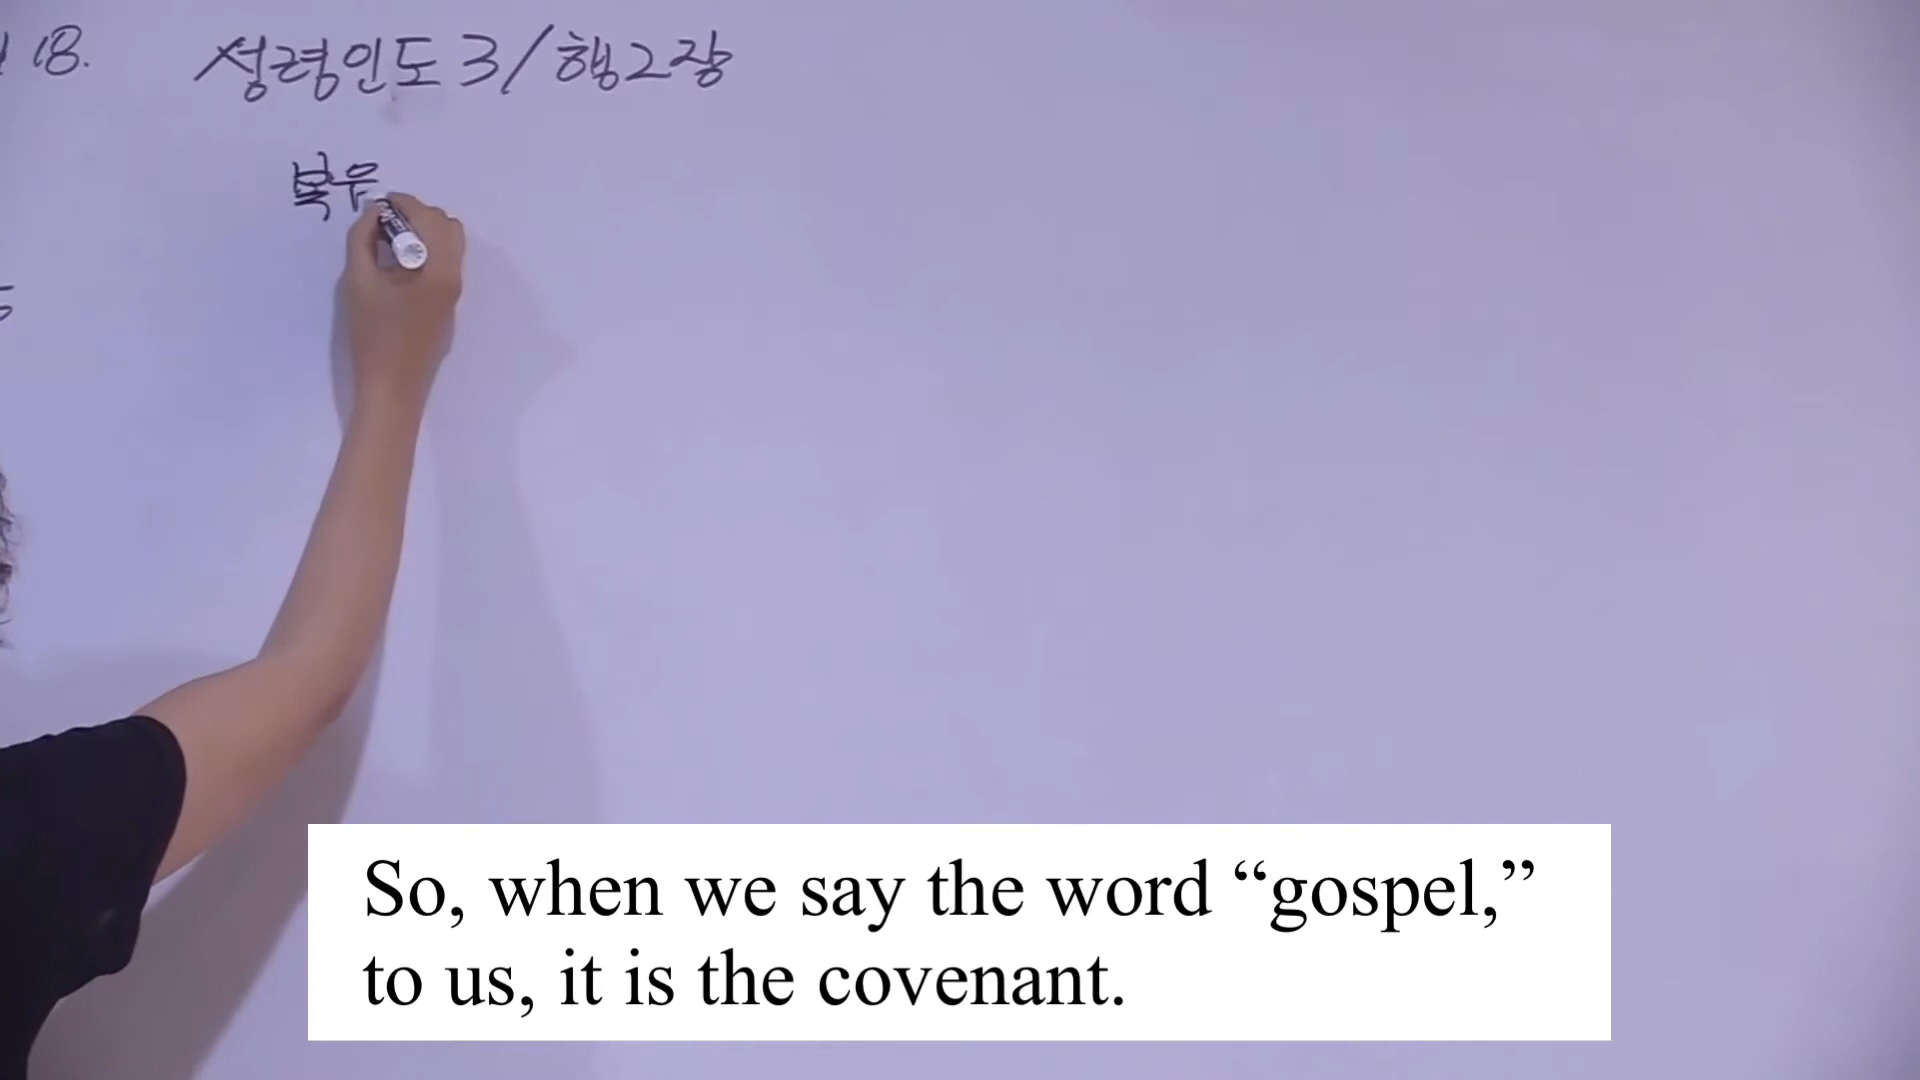 18. 성령인도 3/행2장
복음
So, when we say the word “gospel,”
to us, it is the covenant.